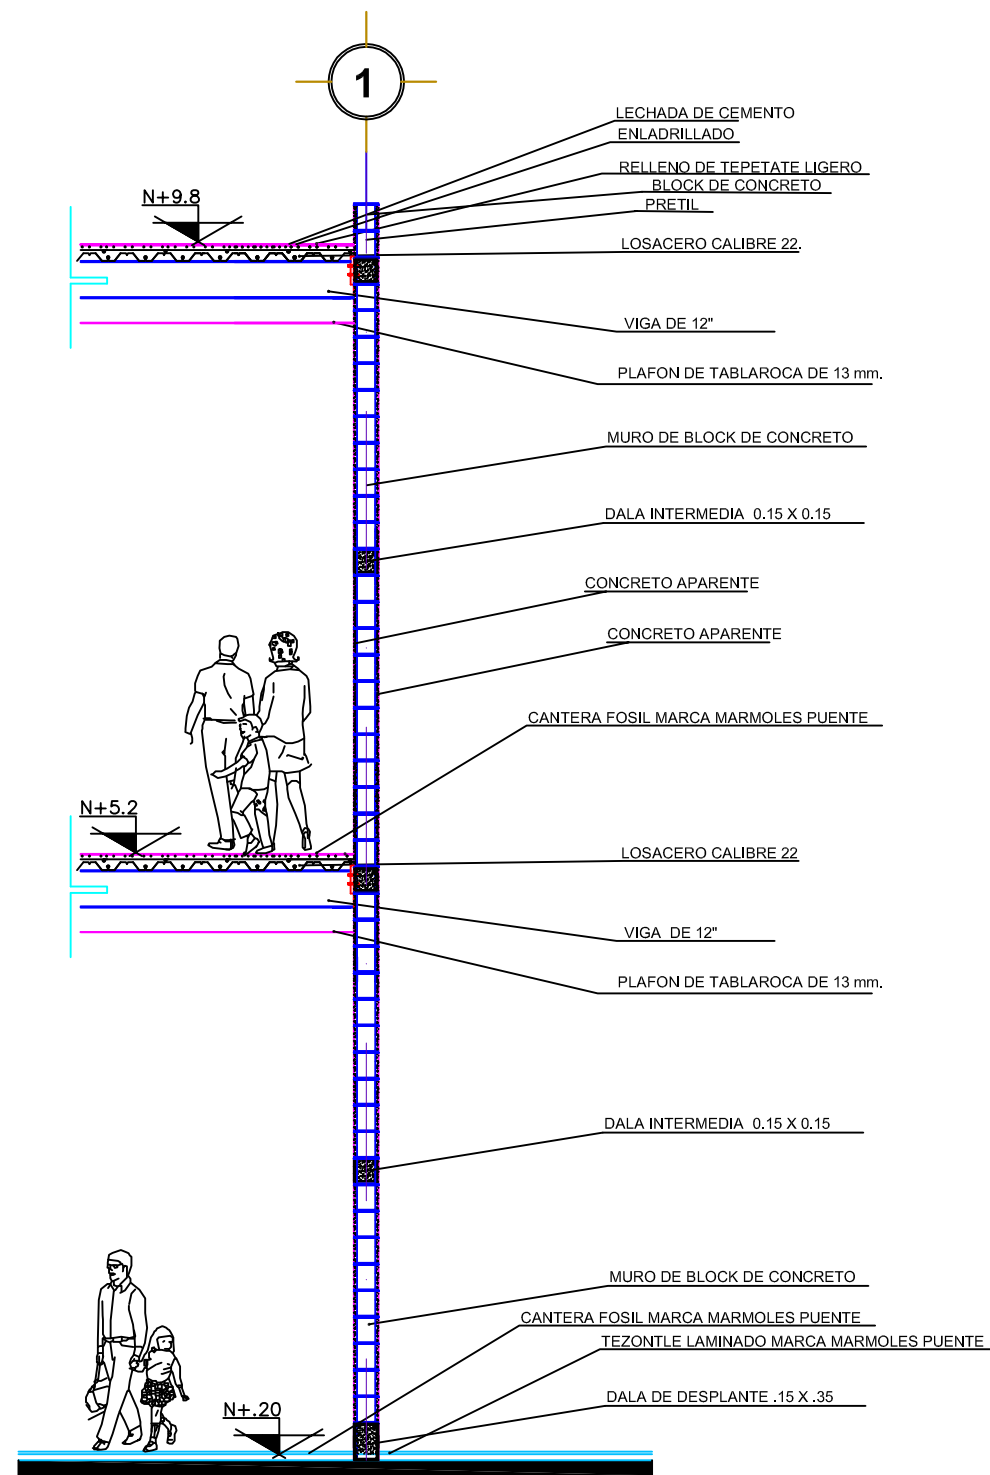 1
LECHADA DE CEMENTO
ENLADRILLADO
RELLENO DE TEPETATE LIGERO
BLOCK DE CONCRETO
N+9.8
PRETIL
LOSACERO CALIBRE 22.
VIGA DE 12"
PLAFON DE TABLAROCA DE 13 mm.
MURO DE BLOCK DE CONCRETO
DALA INTERMEDIA 0.15 X 0.15
CONCRETO APARENTE
CONCRETO APARENTE
CANTERA FOSIL MARCA MARMOLES PUENTE
N+5.2
LOSACERO CALIBRE 22
VIGA DE 12"
PLAFON DE TABLAROCA DE 13 mm.
DALA INTERMEDIA 0.15 X 0.15
MURO DE BLOCK DE CONCRETO
CANTERA FOSIL MARCA MARMOLES PUENTE
TEZONTLE LAMINADO MARCA MARMOLES PUENTE
DALA DE DESPLANTE .15 X .35
N+.20